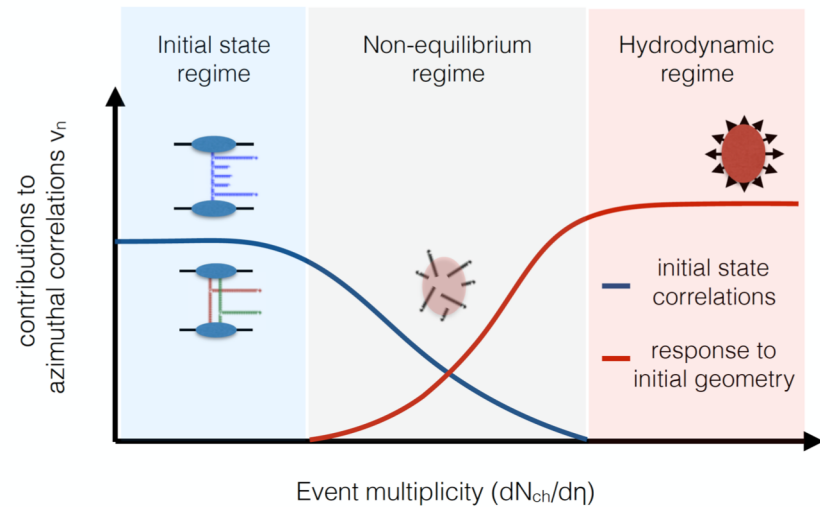 Initial state
regime
Non-equilibrium
regime
Hydrodynamic
regime
contributions to
azimuthal correlations vₙ
initial state
correlations
response to
initial geometry
Event multiplicity (dN_ch/dη)